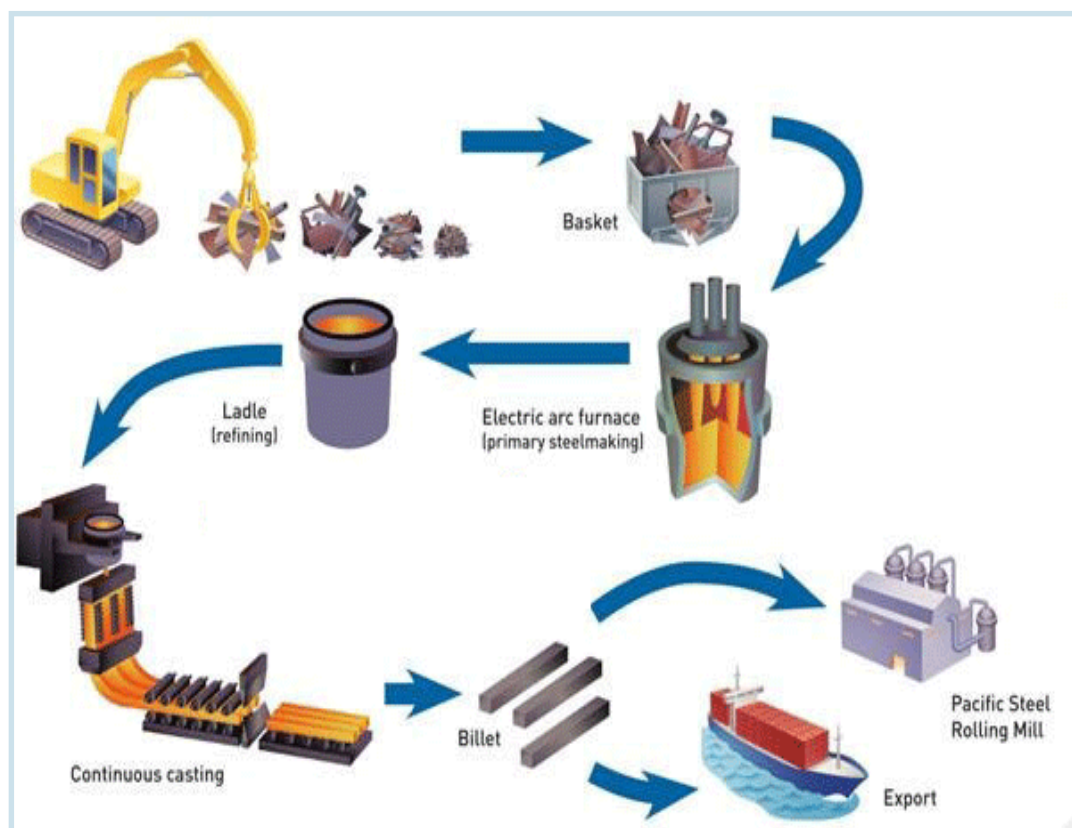 Basket
Ladle
(refining)
Electric arc furnace
(primary steelmaking)
Continuous casting
Billet
Pacific Steel
Rolling Mill
Export